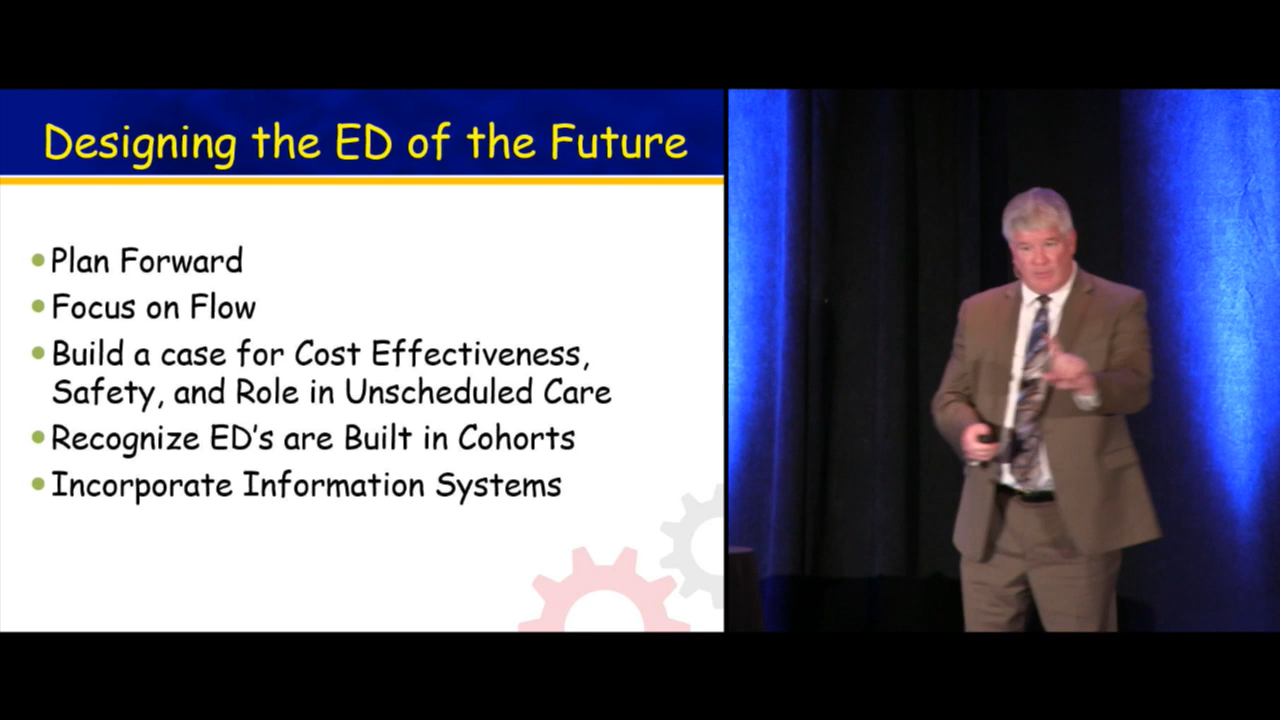 Designing the ED of the Future
• Plan Forward
• Focus on Flow
• Build a case for Cost Effectiveness,
Safety, and Role in Unscheduled Care
• Recognize ED's are Built in Cohorts
• Incorporate Information Systems